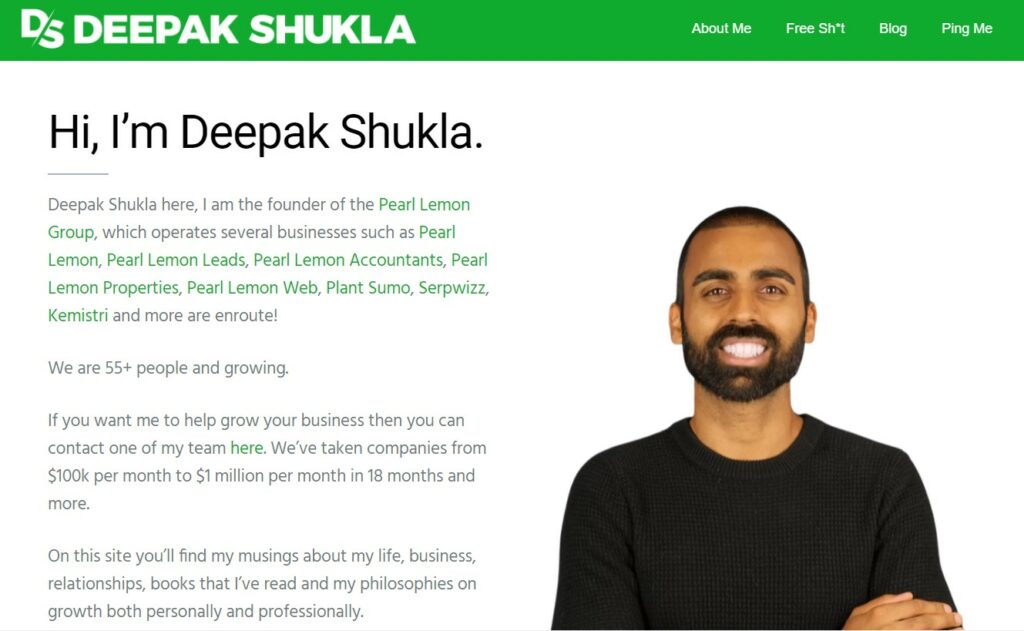 DS DEEPAK SHUKLA
About Me Free Sh*t Blog Ping Me
Hi, I’m Deepak Shukla.
Deepak Shukla here, I am the founder of the Pearl Lemon
Group, which operates several businesses such as Pearl
Lemon, Pearl Lemon Leads, Pearl Lemon Accountants, Pearl
Lemon Properties, Pearl Lemon Web, Plant Sumo, Serpwizz,
Kemistri and more are enroute!
We are 55+ people and growing.
If you want me to help grow your business then you can
contact one of my team here. We’ve taken companies from
$100k per month to $1 million per month in 18 months and
more.
On this site you’ll find my musings about my life, business,
relationships, books that I’ve read and my philosophies on
growth both personally and professionally.